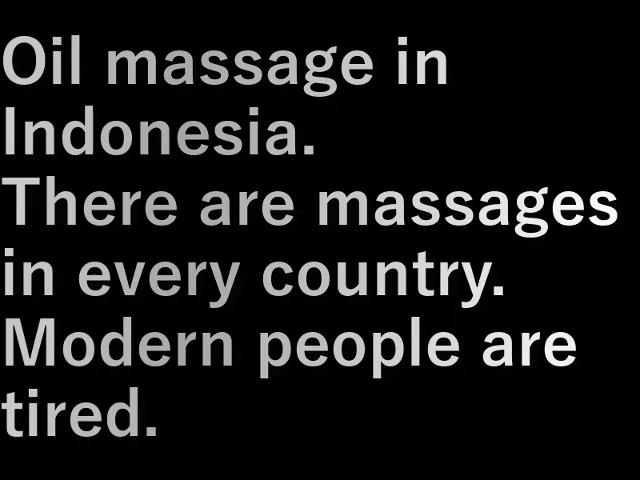 Oil massage in
Indonesia.
There are massages
in every country.
Modern people are
tired.